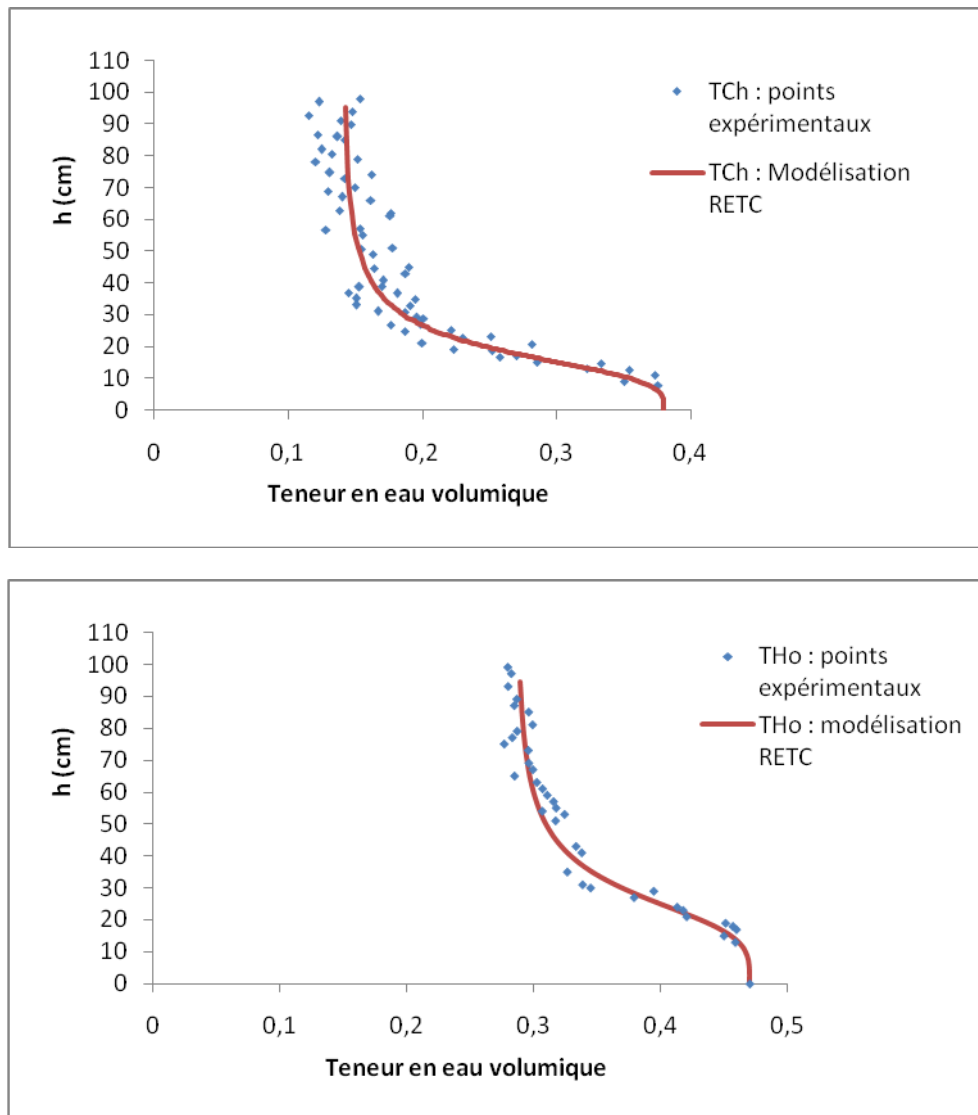 110
100
90
80
70
60
50
40
30
20
10
0
h (cm)
0
0,1
0,2
0,3
0,4
Teneur en eau volumique
TCh : points
expérimentaux
TCh : Modélisation
RETC
110
100
90
80
70
60
50
40
30
20
10
0
h (cm)
0
0,1
0,2
0,3
0,4
0,5
Teneur en eau volumique
THo : points
expérimentaux
THo : modélisation
RETC